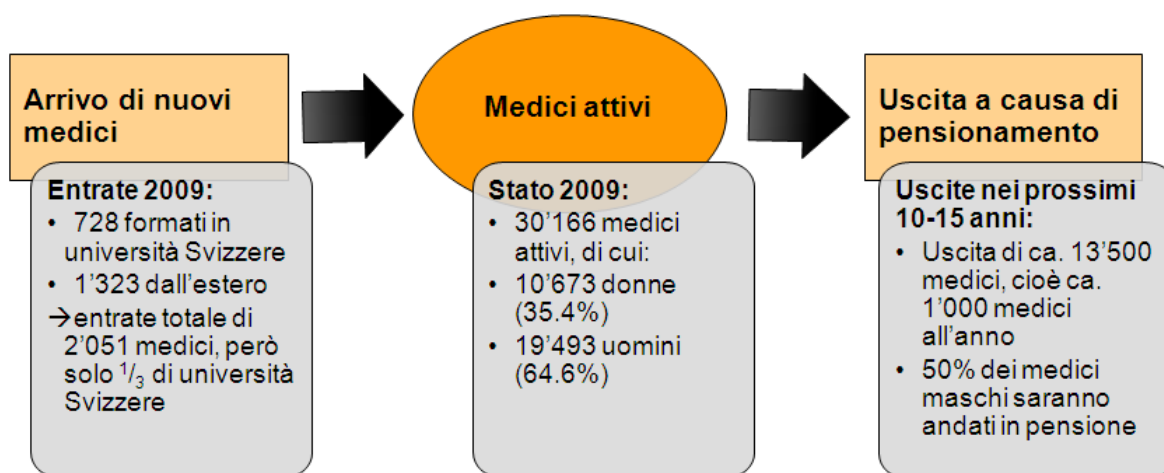 Arrivo di nuovi
medici
Entrate 2009:
• 728 formati in
università Svizzere
• 1'323 dall'estero
→entrate totale di
2'051 medici, però
solo 1/3 di università
Svizzere
Medici attivi
Stato 2009:
• 30'166 medici
attivi, di cui:
• 10'673 donne
(35.4%)
• 19'493 uomini
(64.6%)
Uscita a causa di
pensionamento
Uscite nei prossimi
10-15 anni:
• Uscita di ca. 13'500
medici, cioè ca.
1'000 medici
all'anno
• 50% dei medici
maschi saranno
andati in pensione